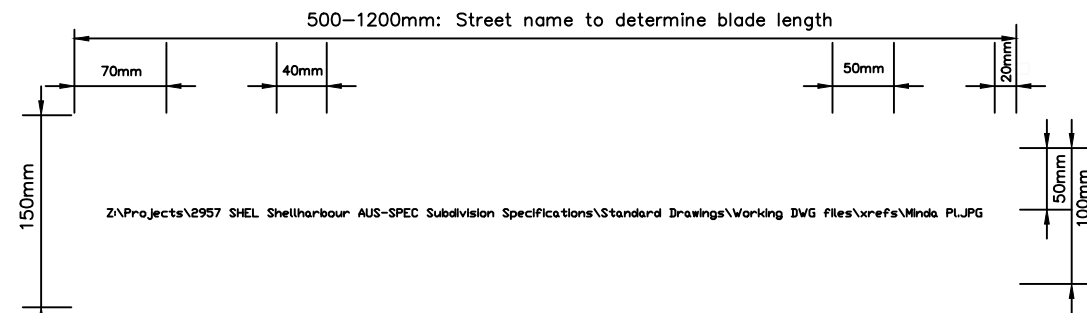 500-1200mm: Street name to determine blade length
70mm
40mm
50mm
20mm
150mm
Z:\Projects\2957 SHEL Shellharbour AUS-SPEC Subdivision Specifications\Standard Drawings\Working DWG files\xrefs\Minda Pl.JPG
50mm
100mm